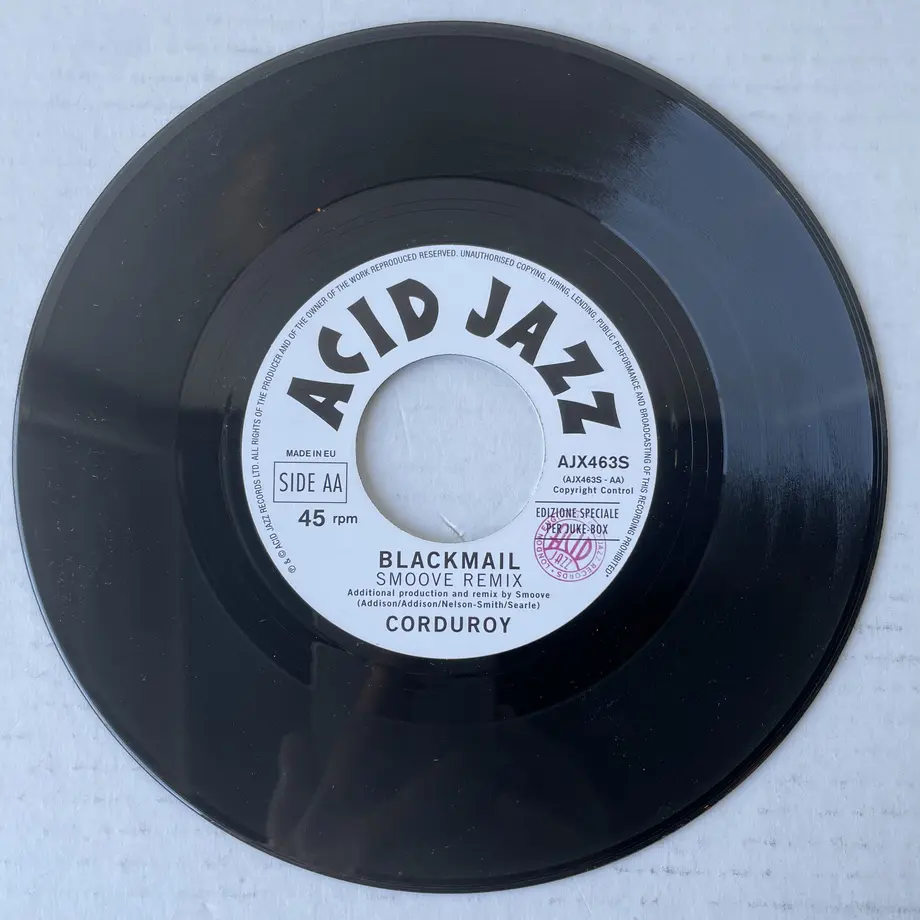 ℗ & © ACID JAZZ RECORDS LTD. ALL RIGHTS OF THE PRODUCER AND OF THE OWNER OF THE WORK REPRODUCED RESERVED. UNAUTHORISED COPYING, HIRING, LENDING, PUBLIC PERFORMANCE AND BROADCASTING OF THIS RECORDING PROHIBITED"
ACID JAZZ
MADE IN EU
SIDE AA
45 rpm
AJX463S
(AJX463S - AA)
Copyright Control
EDIZIONE SPECIALE
PER JUKE-BOX
ACID
JAZZ
BLACKMAIL
SMOOVE REMIX
Additional production and remix by Smoove
(Addison/Addison/Nelson-Smith/Searle)
CORDUROY